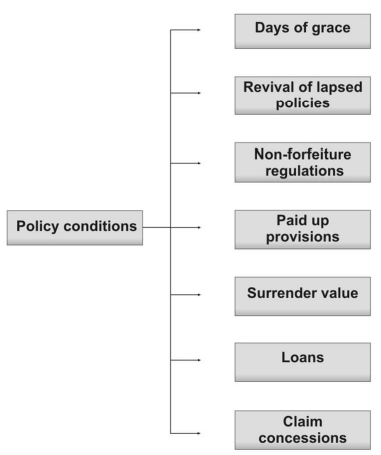 Days of grace
Revival of lapsed
policies
Non-forfeiture
regulations
Policy conditions
Paid up
provisions
Surrender value
Loans
Claim
concessions